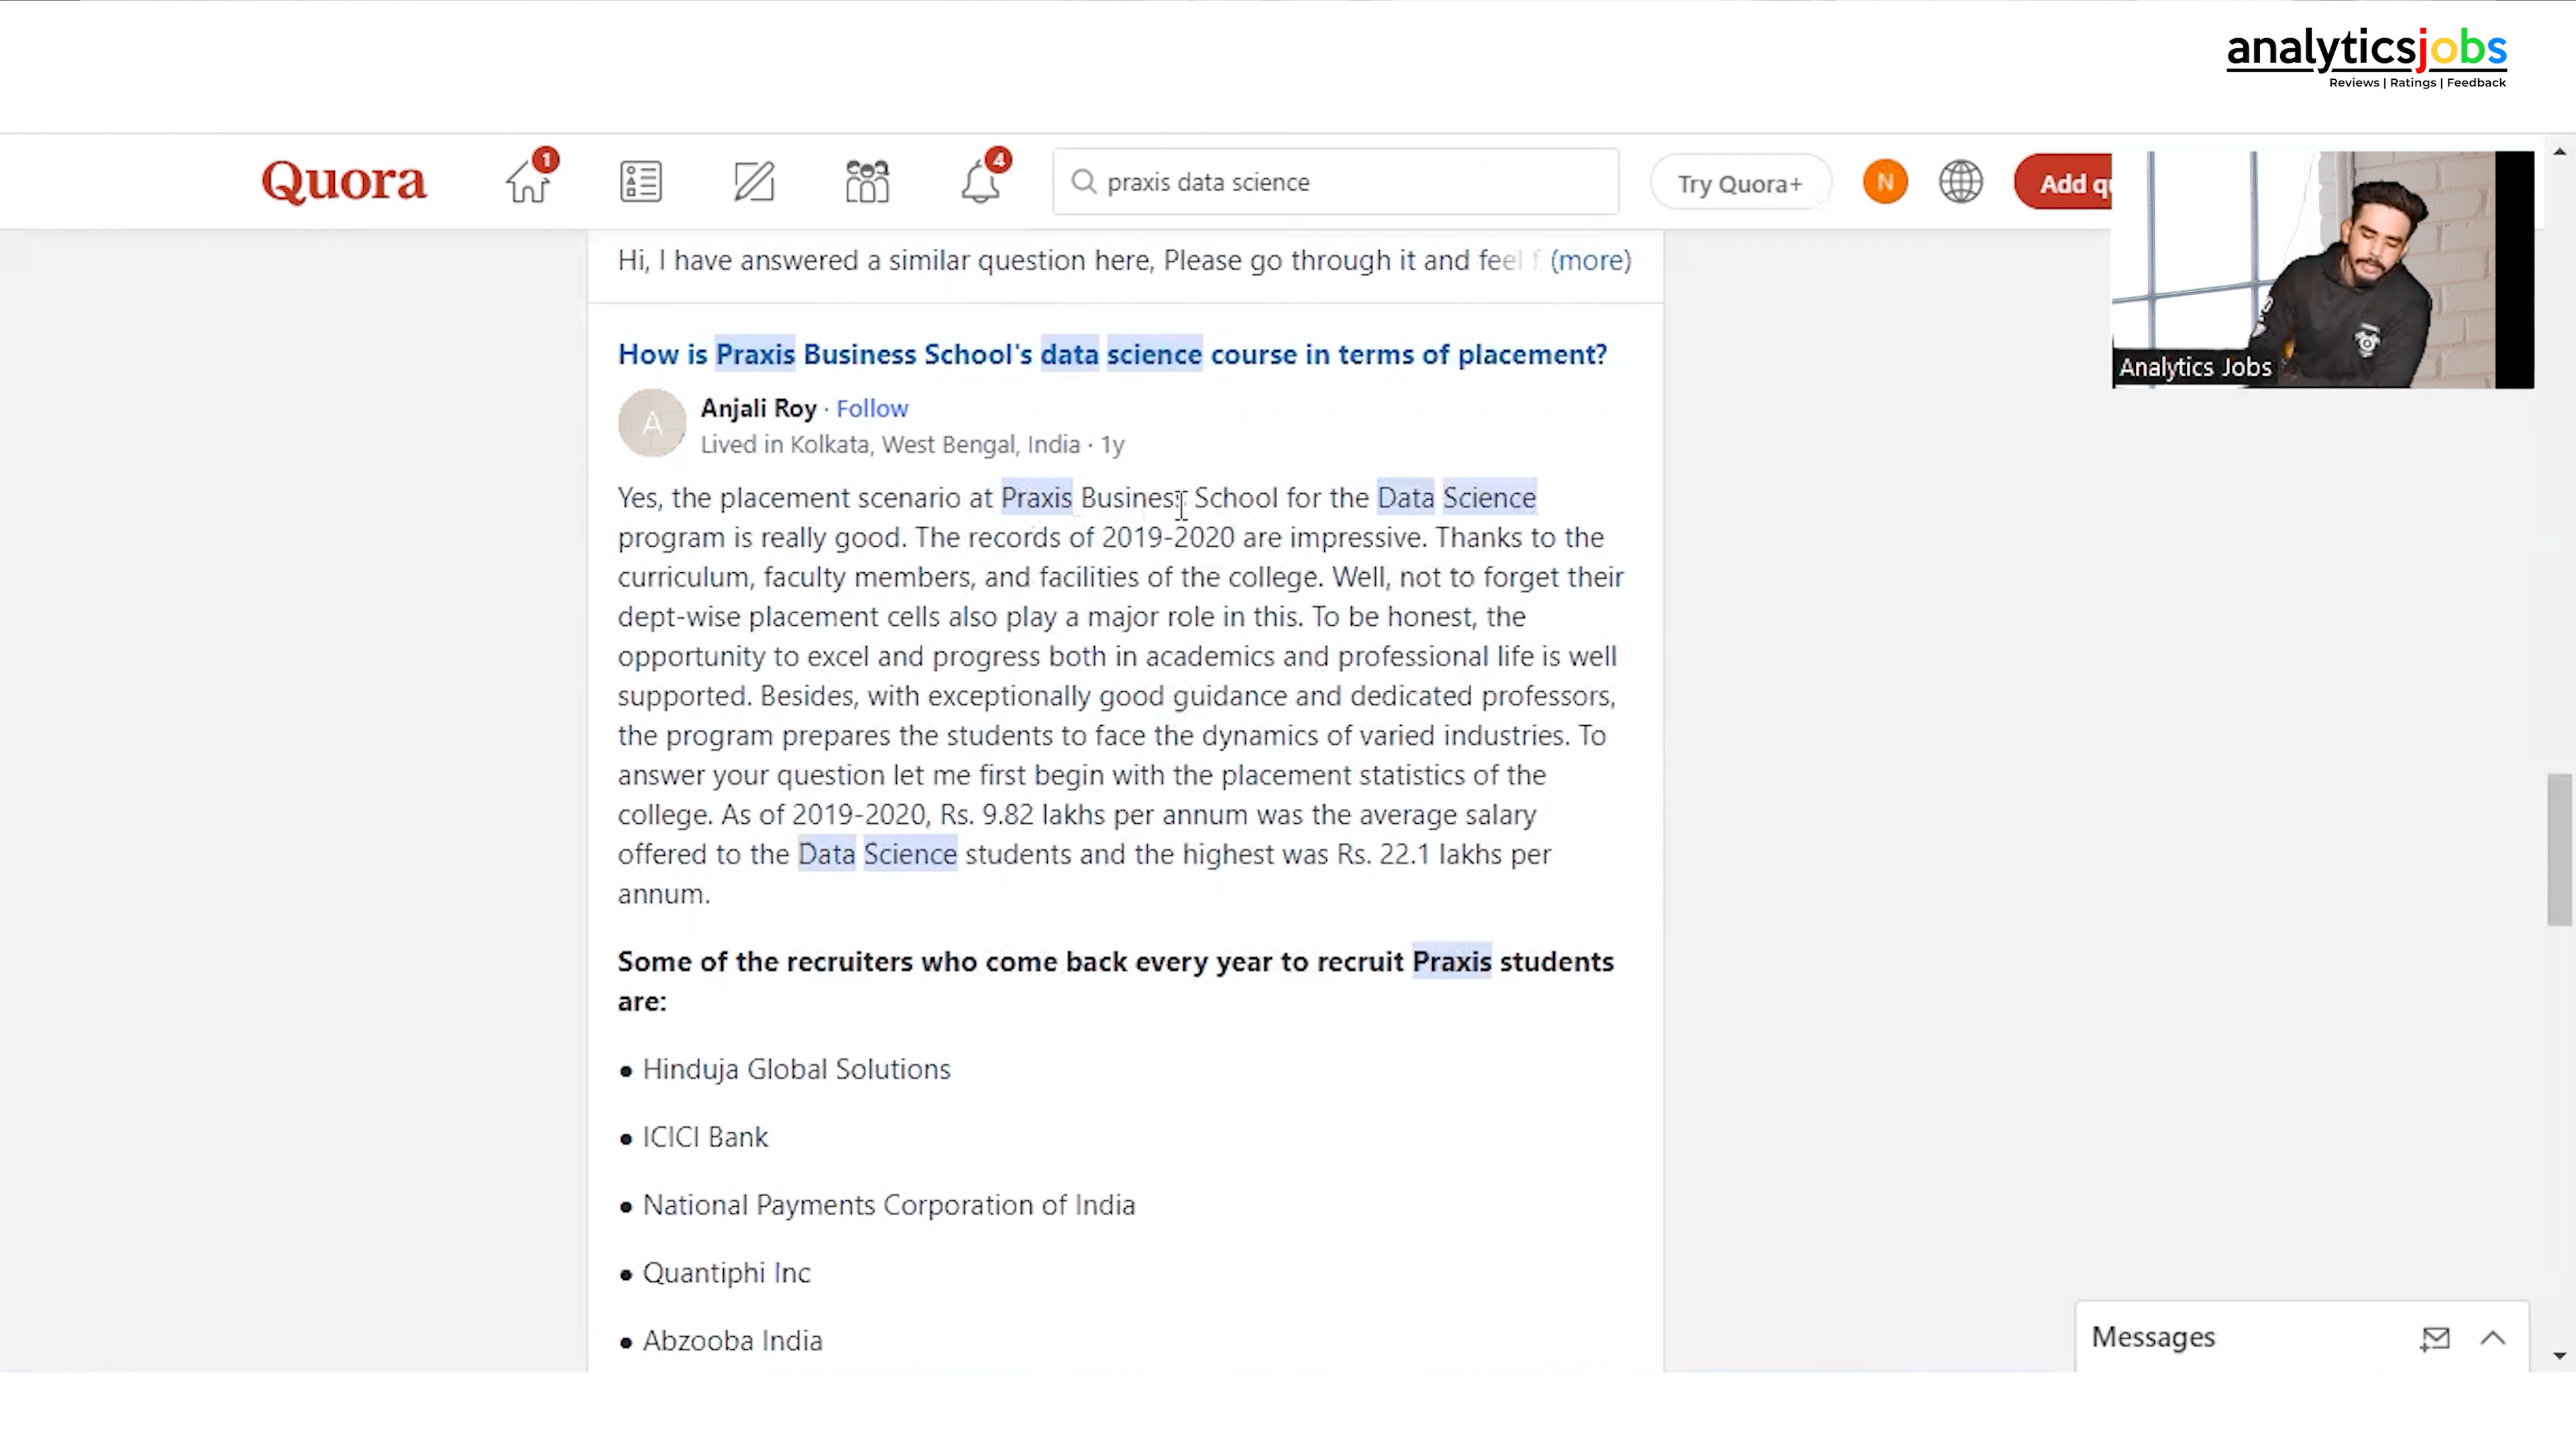 analyticsjobs
Reviews | Ratings | Feedback
Quora
1
4
praxis data science
Try Quora+
N
Add
Analytics Jobs
Hi, I have answered a similar question here, Please go through it and feel f (more)
How is Praxis Business School's data science course in terms of placement?
A
Anjali Roy · Follow
Lived in Kolkata, West Bengal, India · 1y
Yes, the placement scenario at Praxis Business School for the Data Science
program is really good. The records of 2019-2020 are impressive. Thanks to the
curriculum, faculty members, and facilities of the college. Well, not to forget their
dept-wise placement cells also play a major role in this. To be honest, the
opportunity to excel and progress both in academics and professional life is well
supported. Besides, with exceptionally good guidance and dedicated professors,
the program prepares the students to face the dynamics of varied industries. To
answer your question let me first begin with the placement statistics of the
college. As of 2019-2020, Rs. 9.82 lakhs per annum was the average salary
offered to the Data Science students and the highest was Rs. 22.1 lakhs per
annum.
Some of the recruiters who come back every year to recruit Praxis students
are:
• Hinduja Global Solutions
• ICICI Bank
• National Payments Corporation of India
• Quantiphi Inc
• Abzooba India
Messages